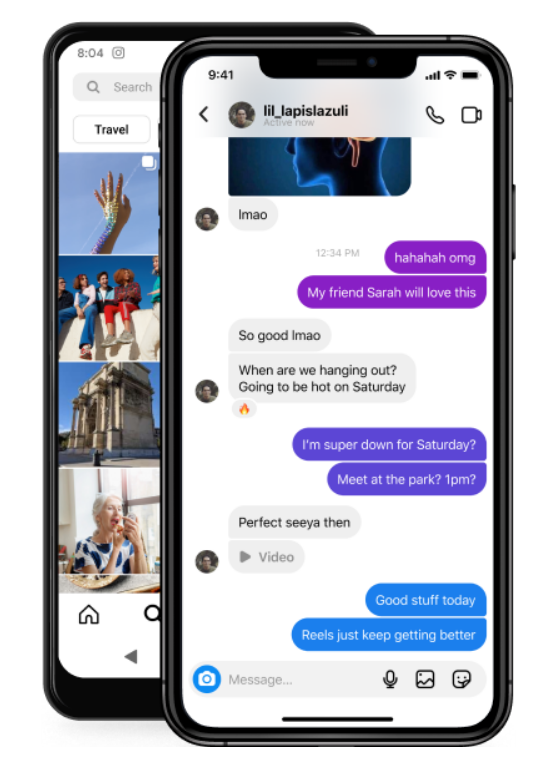 8:04
Search
Travel
9:41
lil_lapislazuli
Active now
lmao
12:34 PM
hahahah omg
My friend Sarah will love this
So good lmao
When are we hanging out?
Going to be hot on Saturday
I'm super down for Saturday?
Meet at the park? 1pm?
Perfect seeya then
Video
Good stuff today
Reels just keep getting better
Message...